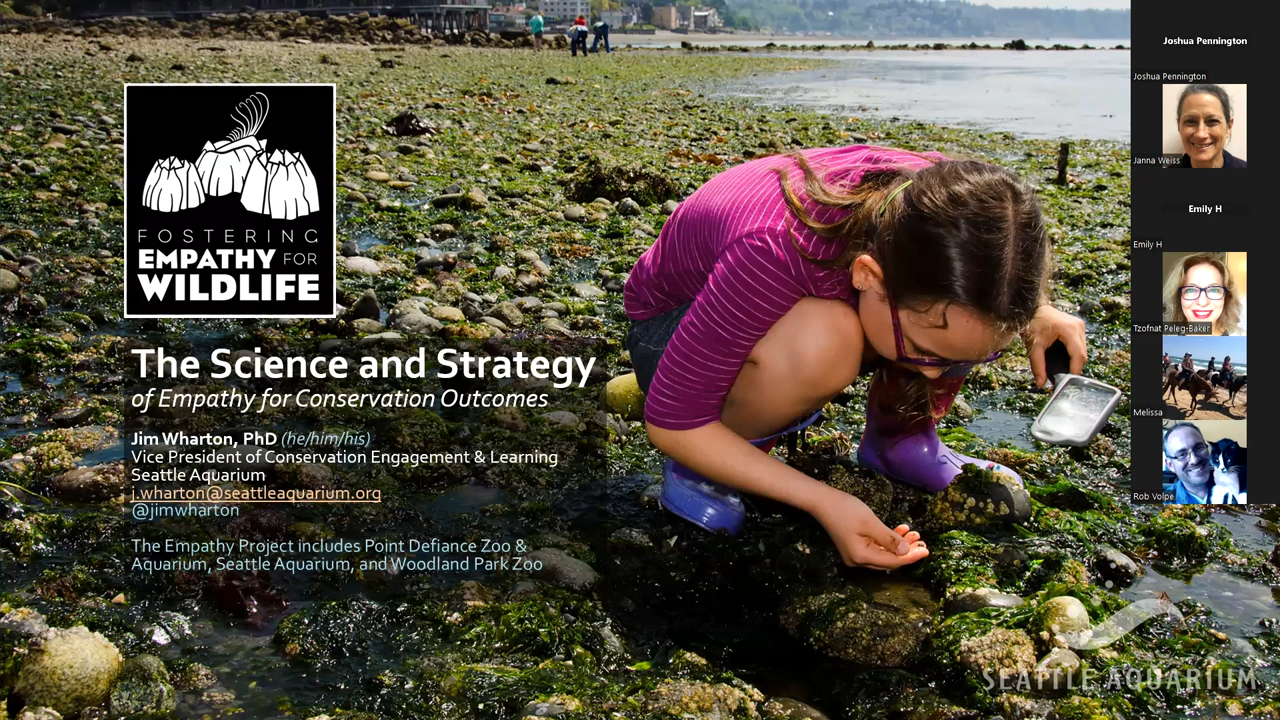 FOSTERING
EMPATHY FOR
WILDLIFE
The Science and Strategy
of Empathy for Conservation Outcomes
Jim Wharton, PhD (he/him/his)
Vice President of Conservation Engagement & Learning
Seattle Aquarium
j.wharton@seattleaquarium.org
@jimwharton
The Empathy Project includes Point Defiance Zoo &
Aquarium, Seattle Aquarium, and Woodland Park Zoo
SEATTLE AQUARIUM
Joshua Pennington
Joshua Pennington
Janna Weiss
Emily H
Emily H
Tzofnat Peleg-Baker
Melissa
Rob Volpe